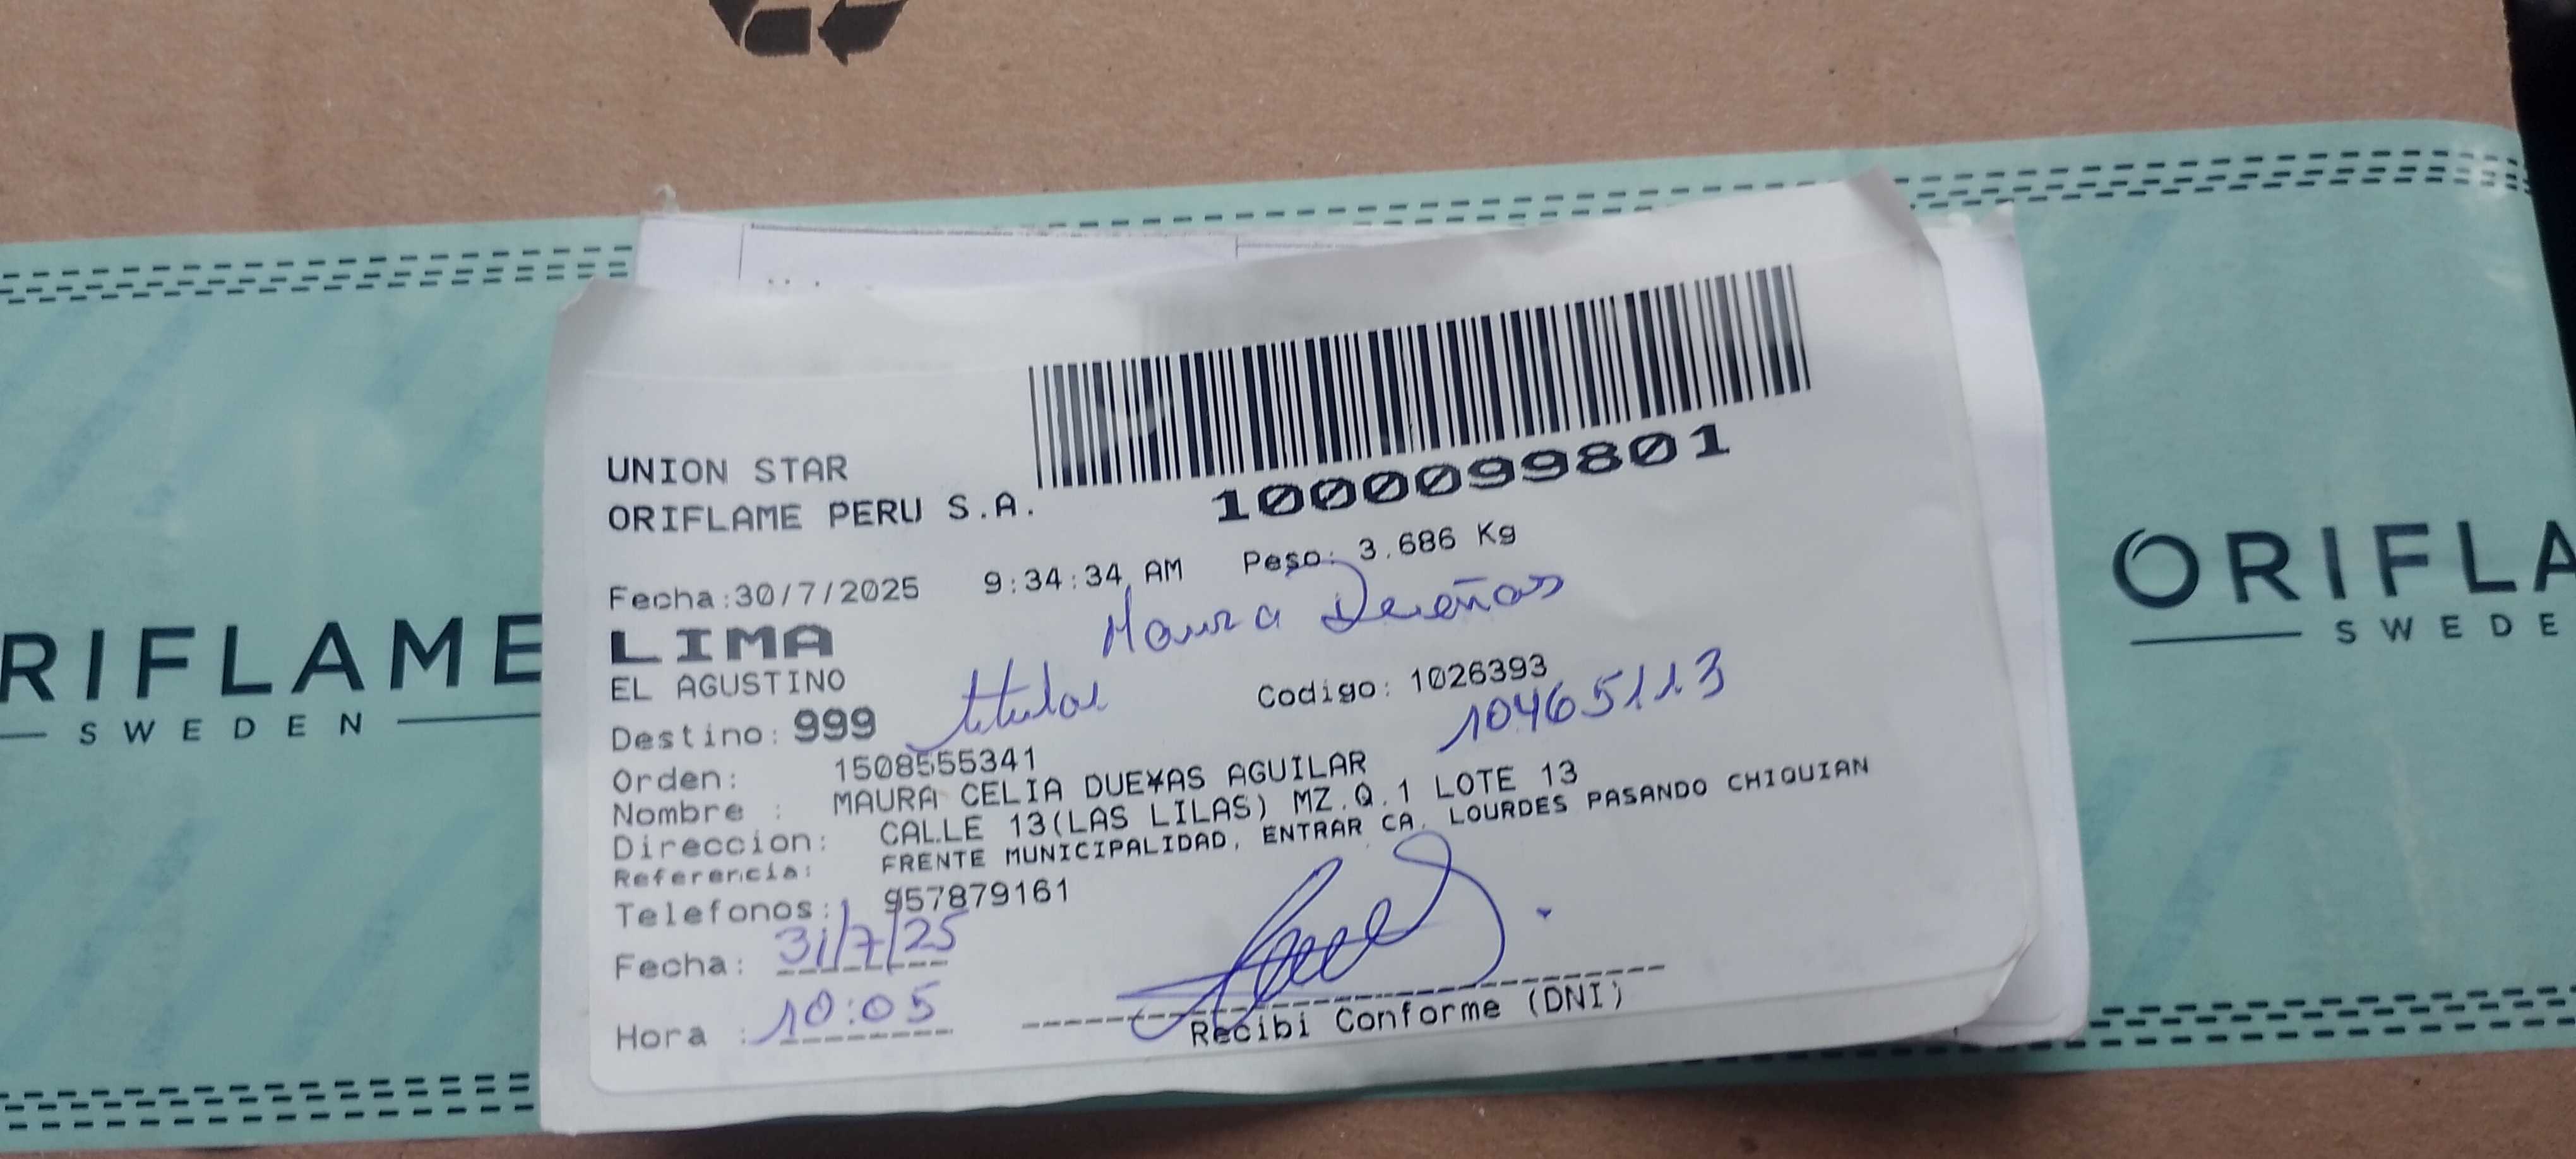 UNION STAR
ORIFLAME PERU S.A.
1000099801
Fecha:30/7/2025 9:34:34 AM Peso: 3.686 Kg
LIMA
Maura Dueñas
EL AGUSTINO
titular
Codigo: 1026393
Destino: 999
10465113
Orden: 1508555341
Nombre : MAURA CELIA DUE¥AS AGUILAR
Direccion: CALLE 13(LAS LILAS) MZ.Q.1 LOTE 13
Referencia: FRENTE MUNICIPALIDAD, ENTRAR CA. LOURDES PASANDO CHIQUIAN
Telefonos: 957879161
Fecha: 31/7/25
Hora : 10:05
Recibi Conforme (DNI)
RIFLAME
SWEDEN
ORIFLA
SWEDE